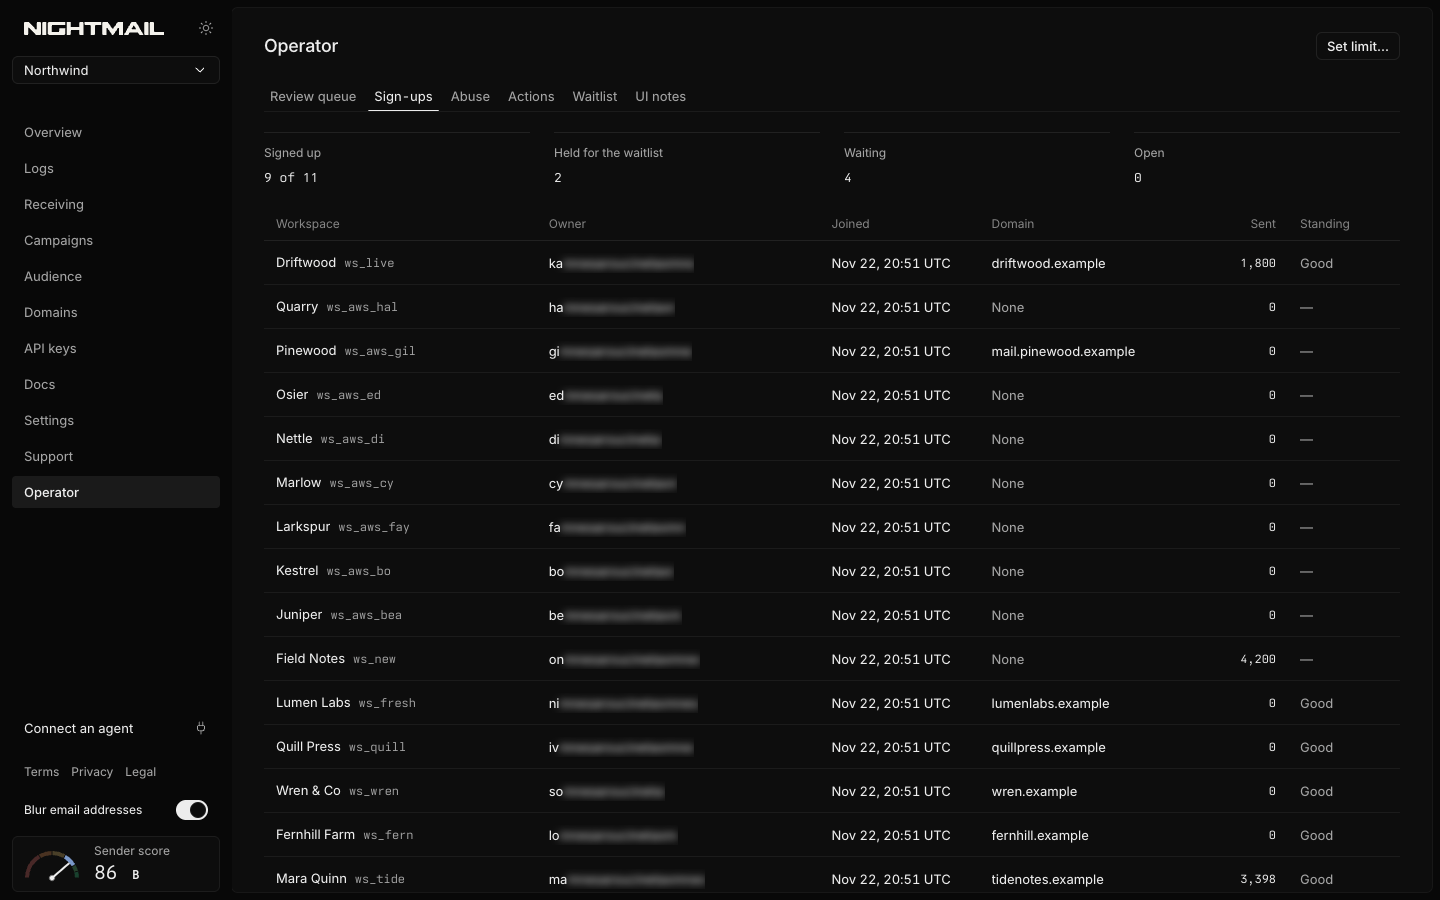 NIGHTMAIL
Northwind
Overview
Logs
Receiving
Campaigns
Audience
Domains
API keys
Docs
Settings
Support
Operator
Connect an agent
Terms Privacy Legal
Blur email addresses
Sender score
86 B
Operator
Set limit...
Review queue Sign-ups Abuse Actions Waitlist UI notes
Signed up Held for the waitlist Waiting Open
9 of 11 2 4 0
Workspace Owner Joined Domain Sent Standing
Driftwood ws_live ka Nov 22, 20:51 UTC driftwood.example 1,800 Good
Quarry ws_aws_hal ha Nov 22, 20:51 UTC None 0 —
Pinewood ws_aws_gil gi Nov 22, 20:51 UTC mail.pinewood.example 0 —
Osier ws_aws_ed ed Nov 22, 20:51 UTC None 0 —
Nettle ws_aws_di di Nov 22, 20:51 UTC None 0 —
Marlow ws_aws_cy cy Nov 22, 20:51 UTC None 0 —
Larkspur ws_aws_fay fa Nov 22, 20:51 UTC None 0 —
Kestrel ws_aws_bo bo Nov 22, 20:51 UTC None 0 —
Juniper ws_aws_bea be Nov 22, 20:51 UTC None 0 —
Field Notes ws_new on Nov 22, 20:51 UTC None 4,200 —
Lumen Labs ws_fresh ni Nov 22, 20:51 UTC lumenlabs.example 0 Good
Quill Press ws_quill iv Nov 22, 20:51 UTC quillpress.example 0 Good
Wren & Co ws_wren so Nov 22, 20:51 UTC wren.example 0 Good
Fernhill Farm ws_fern lo Nov 22, 20:51 UTC fernhill.example 0 Good
Mara Quinn ws_tide ma Nov 22, 20:51 UTC tidenotes.example 3,398 Good